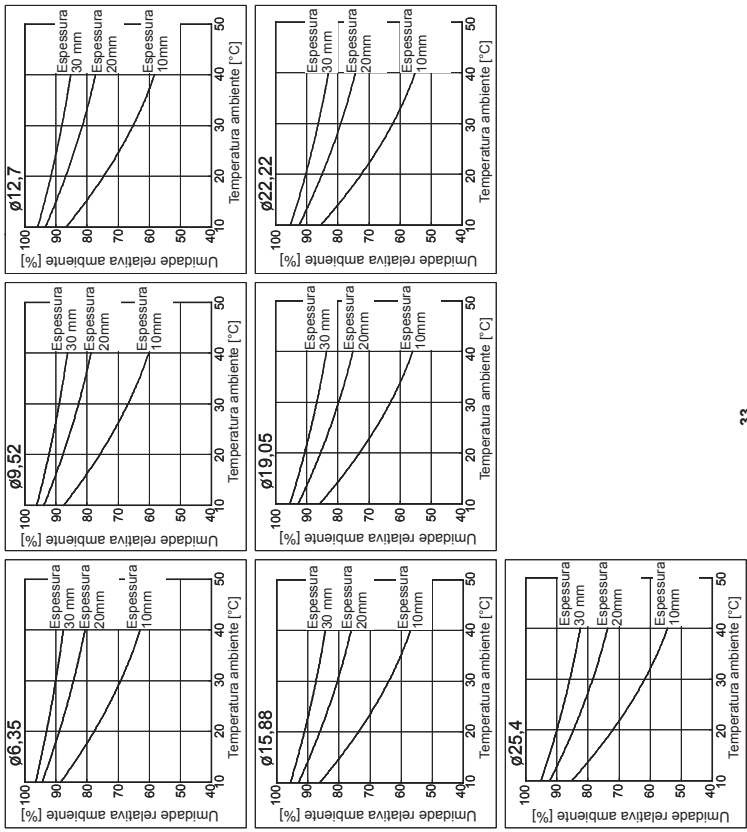 ø6,35
Umidade relativa ambiente [%]
100
90
80
70
60
50
40
Espessura
30 mm
Espessura
20mm
Espessura
10mm
10 20 30 40 50
Temperatura ambiente [°C]
ø9,52
Umidade relativa ambiente [%]
100
90
80
70
60
50
40
Espessura
30 mm
Espessura
20mm
Espessura
10mm
10 20 30 40 50
Temperatura ambiente [°C]
ø12,7
Umidade relativa ambiente [%]
100
90
80
70
60
50
40
Espessura
30 mm
Espessura
20mm
Espessura
10mm
10 20 30 40 50
Temperatura ambiente [°C]
ø15,88
Umidade relativa ambiente [%]
100
90
80
70
60
50
40
Espessura
30 mm
Espessura
20mm
Espessura
10mm
10 20 30 40 50
Temperatura ambiente [°C]
ø19,05
Umidade relativa ambiente [%]
100
90
80
70
60
50
40
Espessura
30 mm
Espessura
20mm
Espessura
10mm
10 20 30 40 50
Temperatura ambiente [°C]
ø22,22
Umidade relativa ambiente [%]
100
90
80
70
60
50
40
Espessura
30 mm
Espessura
20mm
Espessura
10mm
10 20 30 40 50
Temperatura ambiente [°C]
ø25,4
Umidade relativa ambiente [%]
100
90
80
70
60
50
40
Espessura
30 mm
Espessura
20mm
Espessura
10mm
10 20 30 40 50
Temperatura ambiente [°C]
33